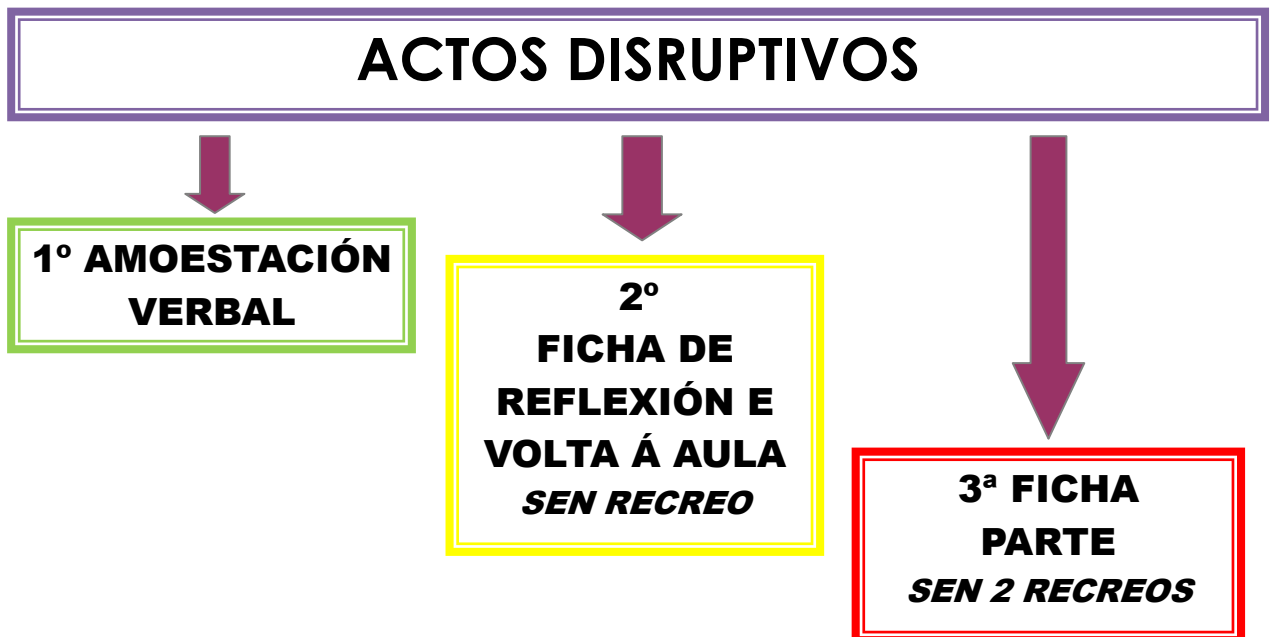 ACTOS DISRUPTIVOS
1º AMOESTACIÓN
VERBAL
2º
FICHA DE
REFLEXIÓN E
VOLTA Á AULA
SEN RECREO
3ª FICHA
PARTE
SEN 2 RECREOS